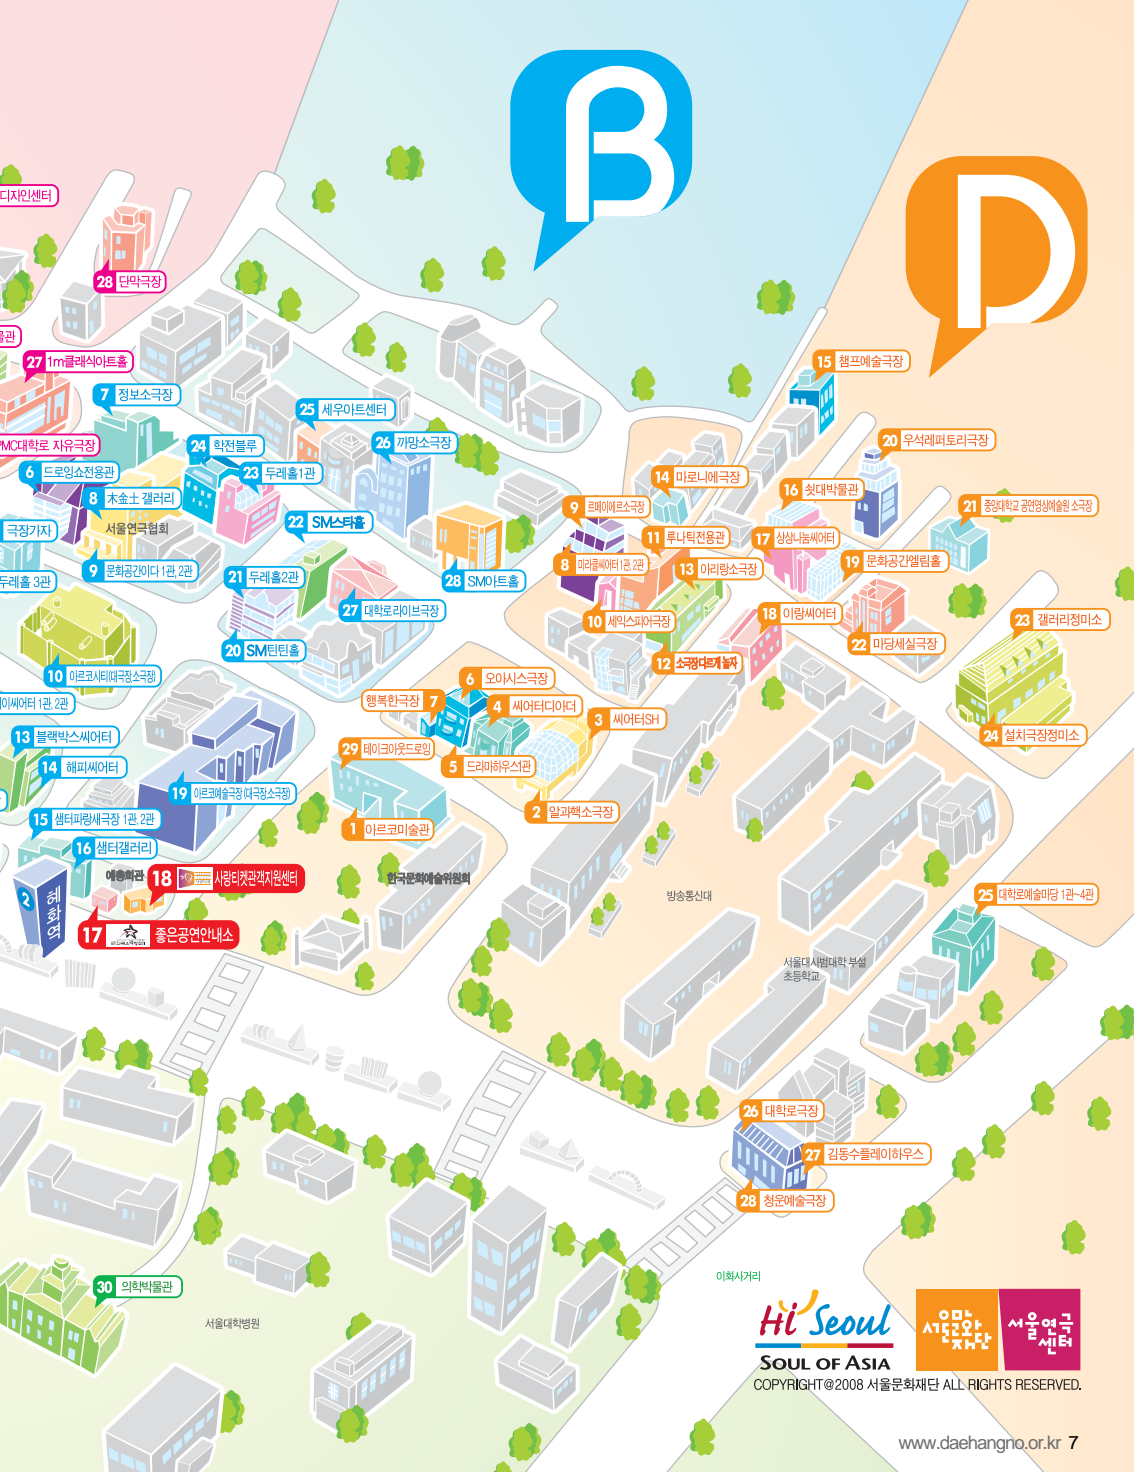 B
D
디자인센터
28 단막극장
물관
27 1m클래식아트홀
15 챔프예술극장
7 정보소극장
25 세우아트센터
PMC대학로 자유극장
24 학전블루
26 까망소극장
20 우석레퍼토리극장
6 드로잉쇼전용관
23 두레홀1관
14 마로니에극장
8 木金土 갤러리
16 쇳대박물관
9 르메이에르소극장
21 중앙대학교 공연영상예술원 소극장
서울연극협회
22 SM스타홀
극장가자
11 루나틱전용관
17 상상나눔씨어터
19 문화공간엘림홀
9 문화공간이다 1관, 2관
8 미라클씨어터 1관, 2관
13 아리랑소극장
두레홀 3관
21 두레홀2관
28 SM아트홀
27 대학로라이브극장
18 이랑씨어터
10 세익스피어극장
23 갤러리정미소
22 마당세실극장
20 SM틴틴홀
12 소극장 다르게 놀자
10 아르코시티(대극장,소극장)
6 오아시스극장
이씨어터 1관, 2관
행복한극장 7
4 씨어터디아더
3 씨어터SH
13 블랙박스씨어터
24 설치극장정미소
29 테이크아웃드로잉
14 해피씨어터
5 드라마하우스1관
19 아르코예술극장 (대극장,소극장)
2 알과핵소극장
15 샘터파랑새극장 1관, 2관
1 아르코미술관
16 샘터갤러리
예총회관
18 사랑티켓관객지원센터
한국문화예술위원회
방송통신대
25 대학로예술마당 1관~4관
2 혜화역
17 좋은공연안내소
서울대사범대학 부설
초등학교
26 대학로극장
27 김동수플레이하우스
28 청운예술극장
이화사거리
30 의학박물관
서울대학병원
Hi Seoul
SOUL OF ASIA
서울문화재단
서울연극센터
COPYRIGHT@2008 서울문화재단 ALL RIGHTS RESERVED.
www.daehangno.or.kr 7